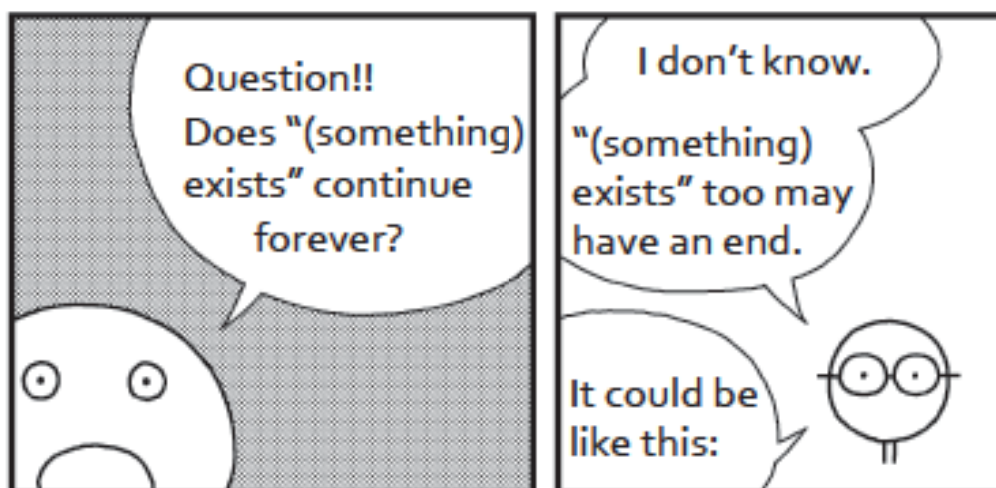 Question!!
Does “(something)
exists” continue
forever?
I don’t know.
“(something)
exists” too may
have an end.
It could be
like this: